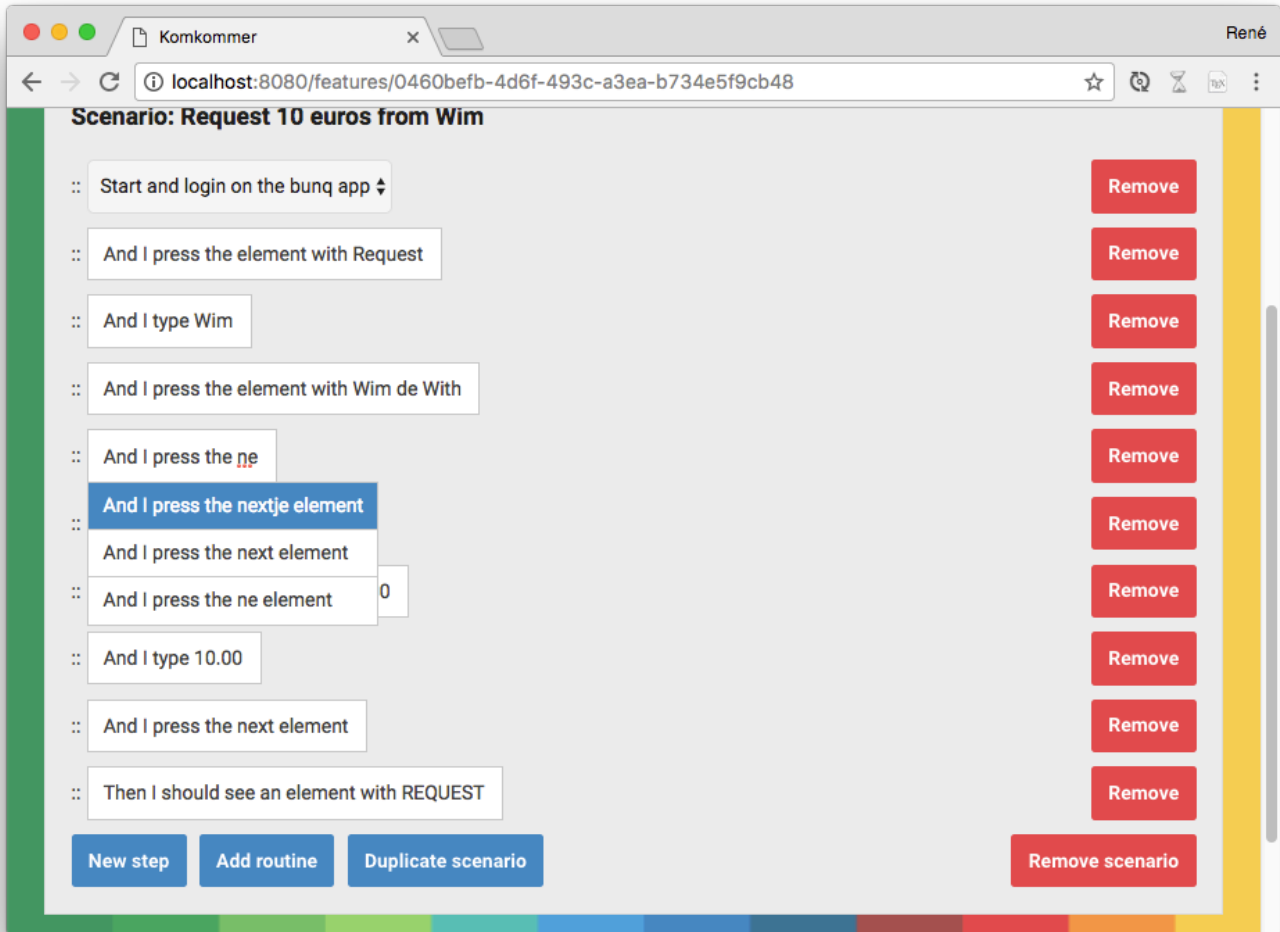 Komkommer
René
localhost:8080/features/0460befb-4d6f-493c-a3ea-b734e5f9cb48
Scenario: Request 10 euros from Wim
:: Start and login on the bunq app Remove
:: And I press the element with Request Remove
:: And I type Wim Remove
:: And I press the element with Wim de With Remove
:: And I press the ne Remove
And I press the nextje element
:: Remove
And I press the next element
:: 0 Remove
And I press the ne element
:: And I type 10.00 Remove
:: And I press the next element Remove
:: Then I should see an element with REQUEST Remove
New step Add routine Duplicate scenario Remove scenario